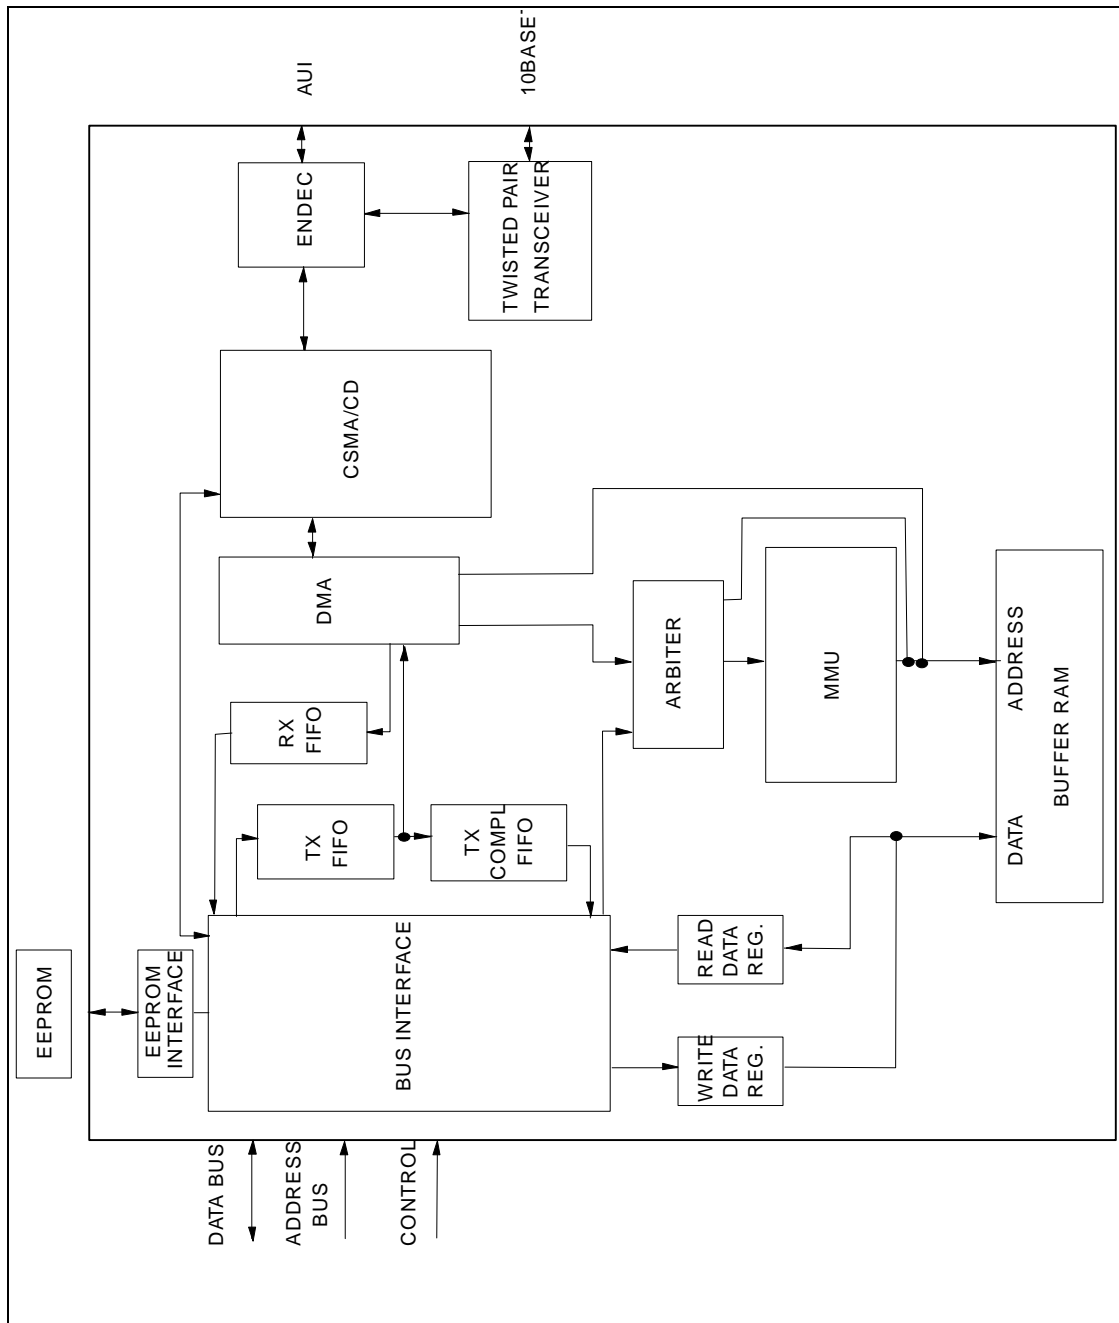 EEPROM
EEPROM
INTERFACE
DATA BUS
ADDRESS
BUS
CONTROL
BUS INTERFACE
RX
FIFO
TX
FIFO
TX
COMPL
FIFO
DMA
CSMA/CD
ENDEC
AUI
TWISTED PAIR
TRANSCEIVER
10BASE
WRITE
DATA
REG.
READ
DATA
REG.
ARBITER
MMU
DATA
ADDRESS
BUFFER RAM